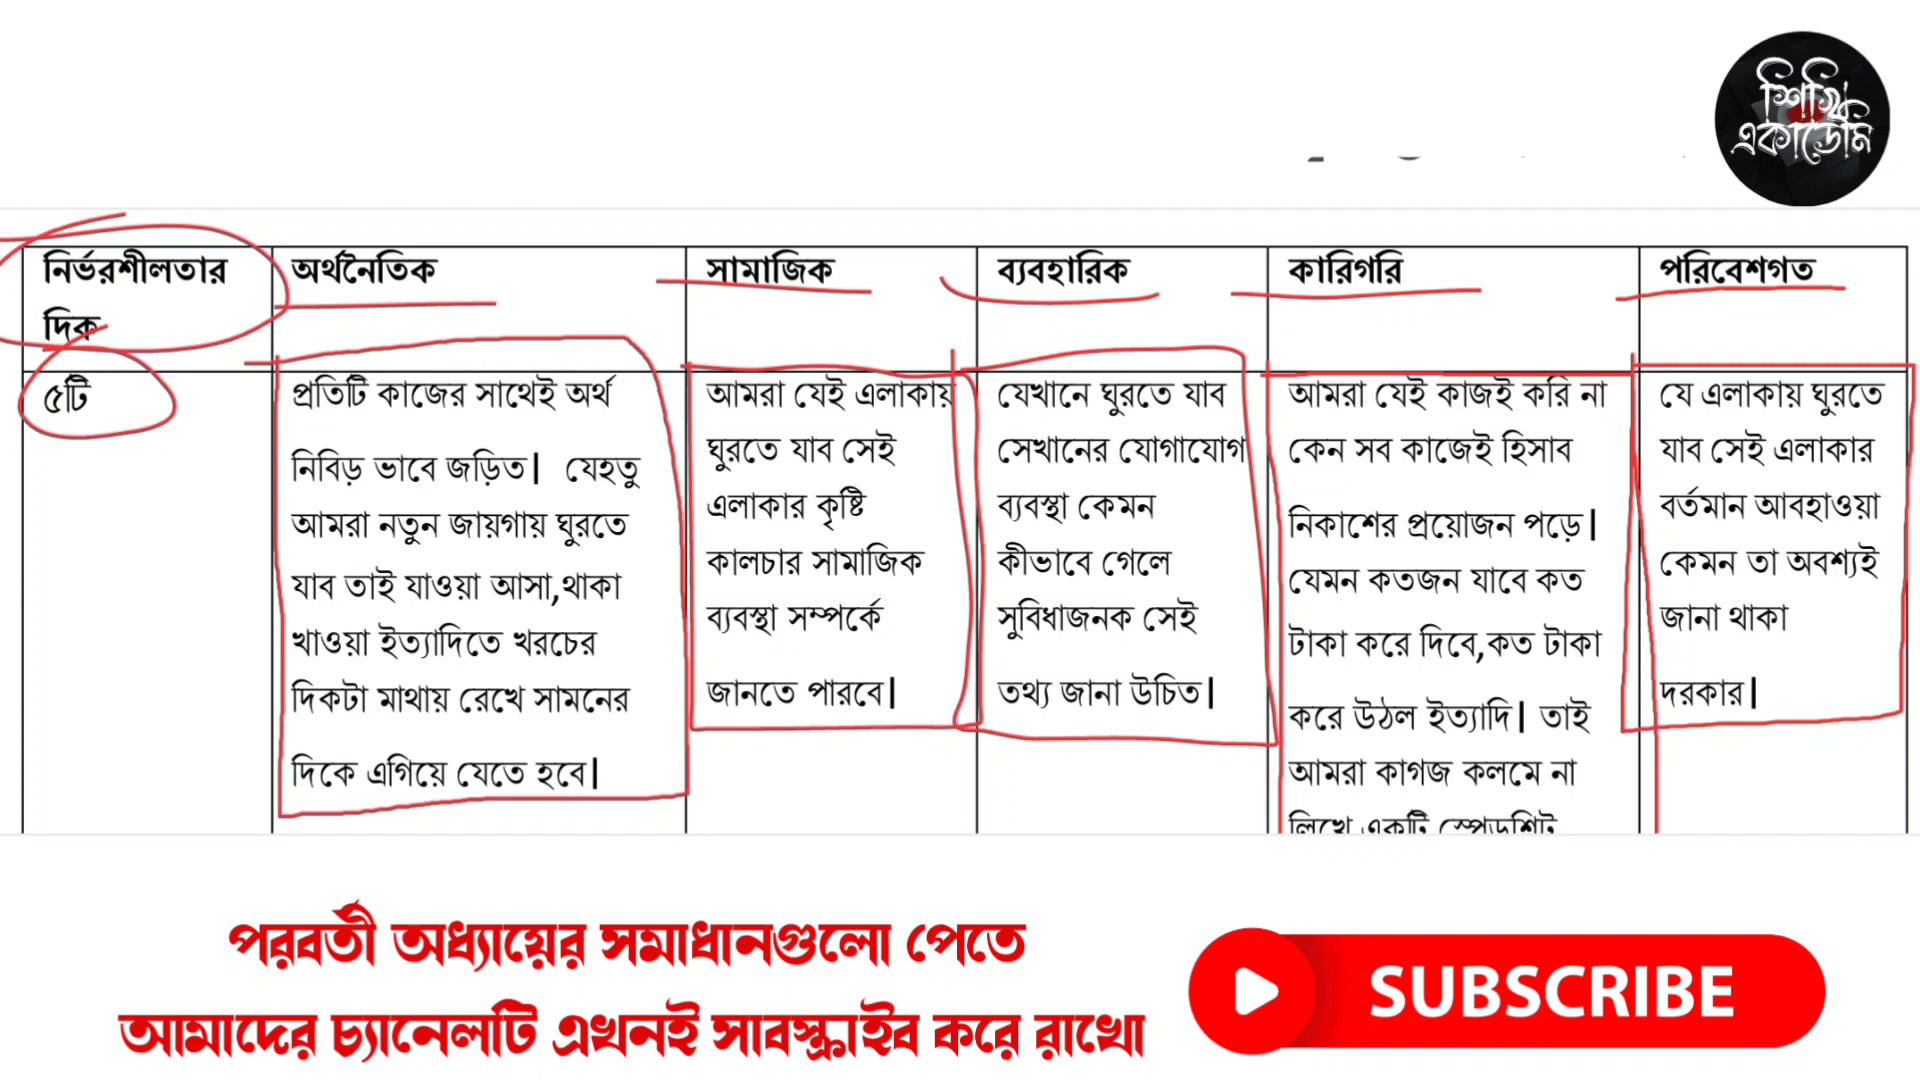 শিখি
একাডেমি
নির্ভরশীলতার
দিক
অর্থনৈতিক
সামাজিক
ব্যবহারিক
কারিগরি
পরিবেশগত
৫টি
প্রতিটি কাজের সাথেই অর্থ
নিবিড় ভাবে জড়িত| যেহতু
আমরা নতুন জায়গায় ঘুরতে
যাব তাই যাওয়া আসা,থাকা
খাওয়া ইত্যাদিতে খরচের
দিকটা মাথায় রেখে সামনের
দিকে এগিয়ে যেতে হবে|
আমরা যেই এলাকায়
ঘুরতে যাব সেই
এলাকার কৃষ্টি
কালচার সামাজিক
ব্যবস্থা সম্পর্কে
জানতে পারবে|
যেখানে ঘুরতে যাব
সেখানের যোগাযোগ
ব্যবস্থা কেমন
কীভাবে গেলে
সুবিধাজনক সেই
তথ্য জানা উচিত|
আমরা যেই কাজই করি না
কেন সব কাজেই হিসাব
নিকাশের প্রয়োজন পড়ে|
যেমন কতজন যাবে কত
টাকা করে দিবে,কত টাকা
করে উঠল ইত্যাদি| তাই
আমরা কাগজ কলমে না
লিখে একটি স্প্রেডশিট
যে এলাকায় ঘুরতে
যাব সেই এলাকার
বর্তমান আবহাওয়া
কেমন তা অবশ্যই
জানা থাকা
দরকার|
পরবর্তী অধ্যায়ের সমাধানগুলো পেতে
আমাদের চ্যানেলটি এখনই সাবস্ক্রাইব করে রাখো
SUBSCRIBE